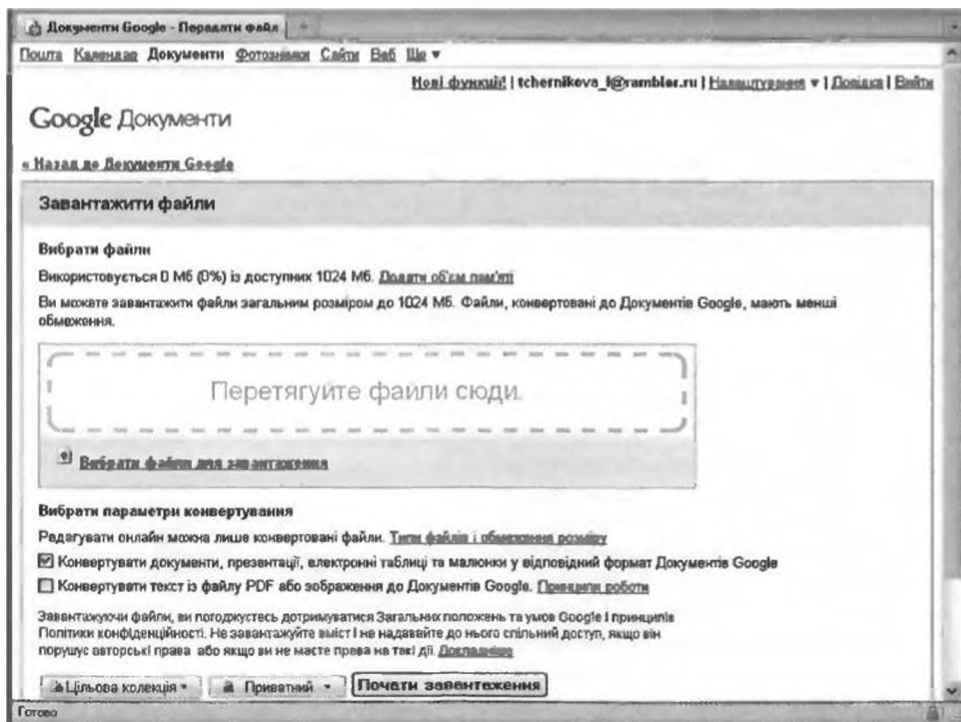 Документи Google - Передати файл
Пошта Календар Документи Фотознімки Сайти Веб Ще ▾
Нові функції! | tchernikova_l@rambler.ru | Налаштування ▾ | Довідка | Вийти
Google Документи
« Назад до Документи Google
Завантажити файли
Вибрати файли
Використовується 0 Мб (0%) із доступних 1024 Мб. Додати об'єм пам'яті
Ви можете завантажити файли загальним розміром до 1024 Мб. Файли, конвертовані до Документів Google, мають менші
обмеження.
Перетягуйте файли сюди.
Вибрати файли для завантаження
Вибрати параметри конвертування
Редагувати онлайн можна лише конвертовані файли. Типи файлів і обмеження розміру
Конвертувати документи, презентації, електронні таблиці та малюнки у відповідний формат Документів Google
Конвертувати текст із файлу PDF або зображення до Документів Google. Принципи роботи
Завантажуючи файли, ви погоджуєтесь дотримуватися Загальних положень та умов Google і принципів
Політики конфіденційності. Не завантажуйте вміст і не надавайте до нього спільний доступ, якщо він
порушує авторські права або якщо ви не маєте права на такі дії. Докладніше
Цільова колекція ▾ Приватний ▾ Почати завантаження
Готово